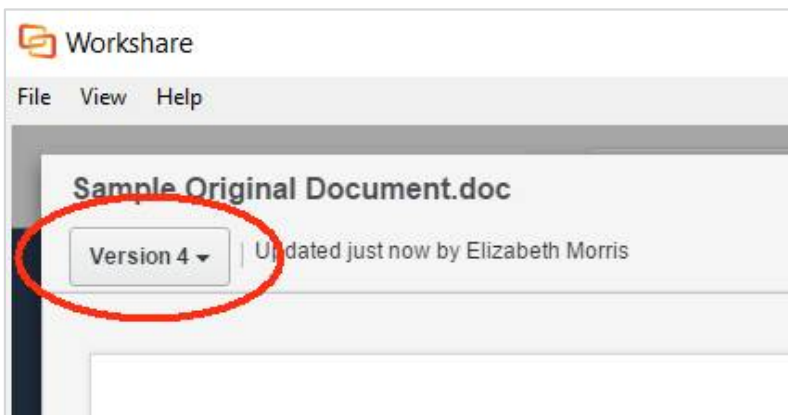 Workshare
File View Help
Sample Original Document.doc
Version 4 | Updated just now by Elizabeth Morris